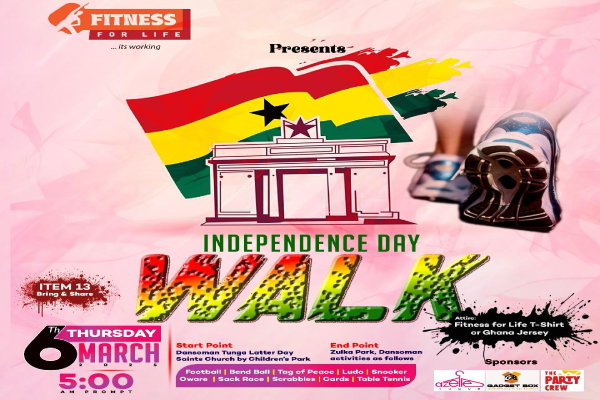 FITNESS
FOR LIFE
... its working
Presents
INDEPENDENCE DAY
WALK
ITEM 13
Bring & Share
6Th THURSDAY
MARCH
5:00
AM PROMPT
Start Point
Dansoman Tunga Latter Day
Saints Church by Children's Park
End Point
Zulka Park, Dansoman
activities as follows
Football | Bend Ball | Tag of Peace | Ludo | Snooker
Oware | Sack Race | Scrabbles | Cards | Table Tennis
Attire:
Fitness for Life T-Shirt
or Ghana Jersey
Sponsors
GADGET BOX
THE
PARTY
CREW